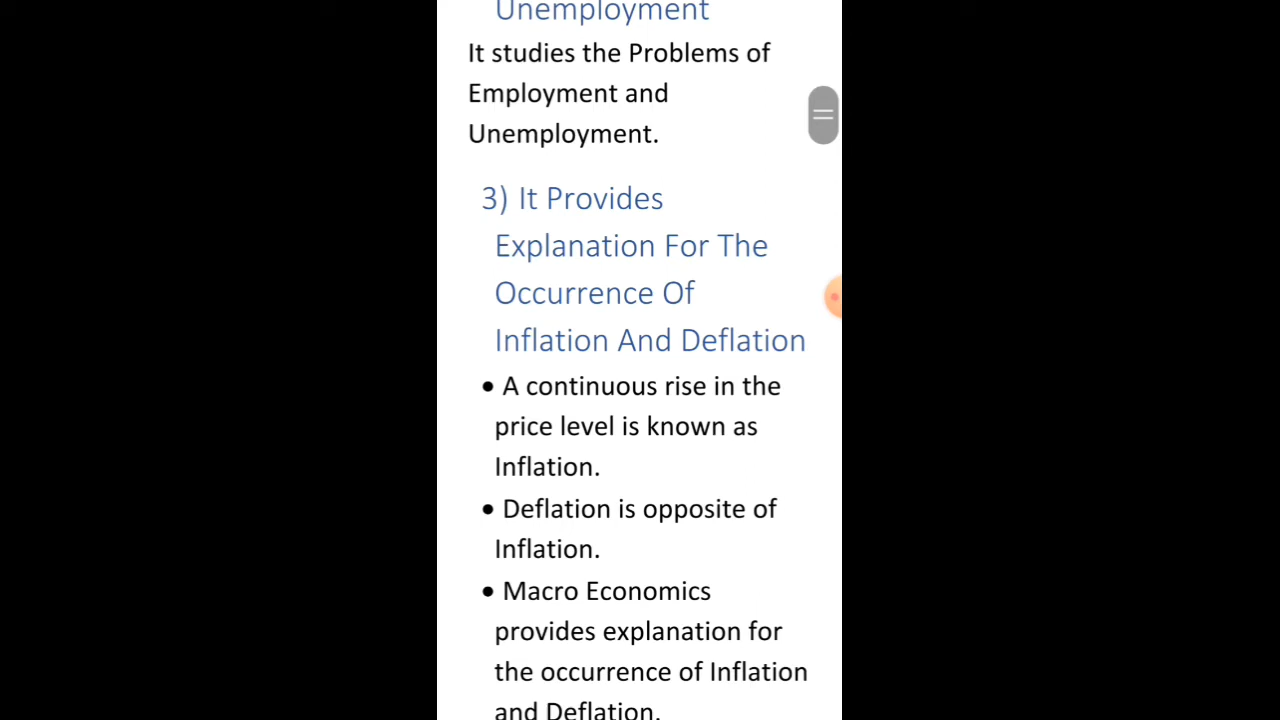 Unemployment
It studies the Problems of
Employment and
Unemployment.
3) It Provides
Explanation For The
Occurrence Of
Inflation And Deflation
• A continuous rise in the
price level is known as
Inflation.
• Deflation is opposite of
Inflation.
• Macro Economics
provides explanation for
the occurrence of Inflation
and Deflation.